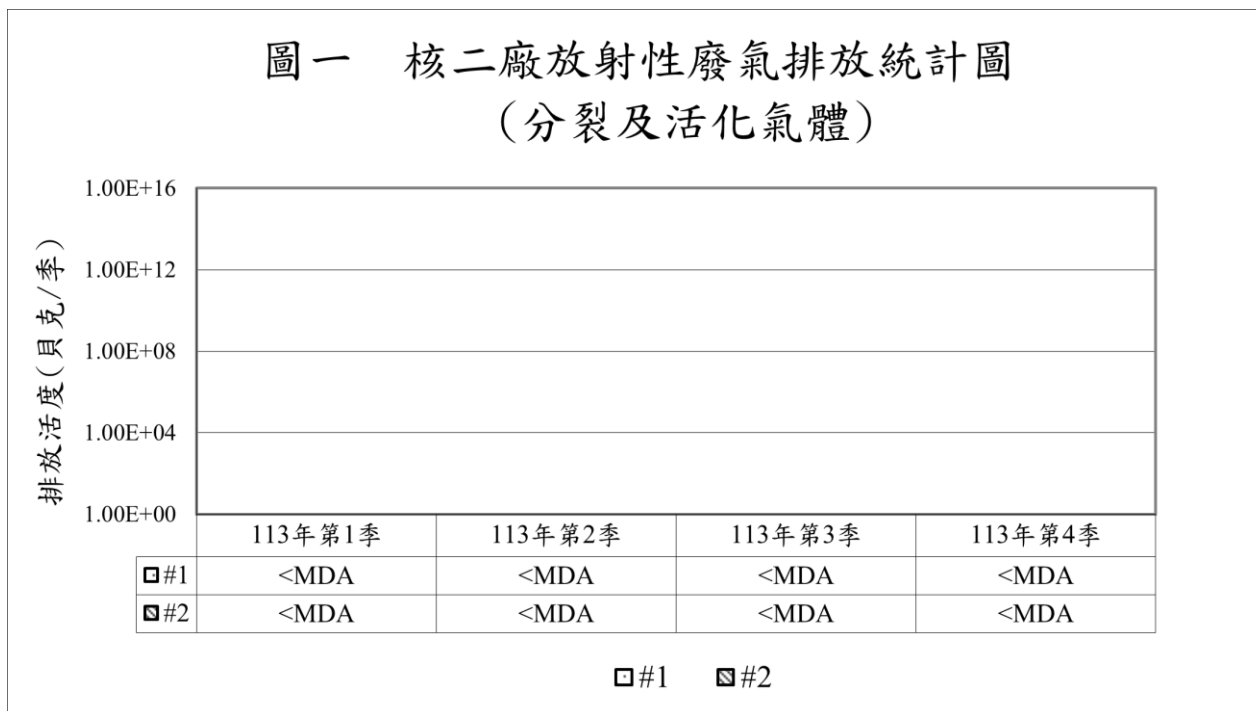 圖一 核二廠放射性廢氣排放統計圖
(分裂及活化氣體)
排放活度(貝克/季)
1.00E+16
1.00E+12
1.00E+08
1.00E+04
1.00E+00
113年第1季 113年第2季 113年第3季 113年第4季
#1 <MDA <MDA <MDA <MDA
#2 <MDA <MDA <MDA <MDA
#1 #2